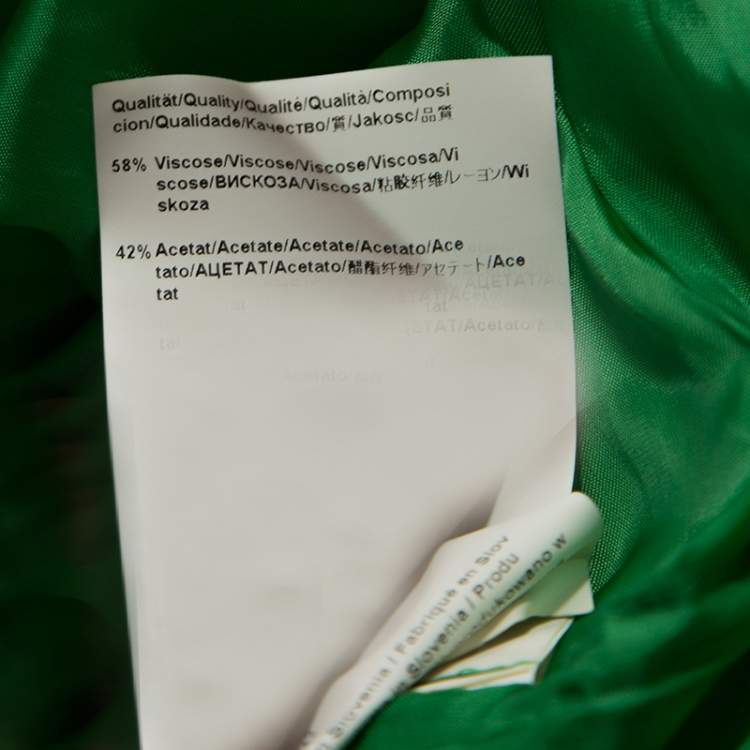 Qualität/Quality/Qualité/Qualità/Composi
cion/Qualidade/Качество/質/Jakosc/品質
58% Viscose/Viscose/Viscose/Viscosa/Vi
scose/ВИСКОЗА/Viscosa/粘胶纤维/レーヨン/Wi
skoza
42% Acetat/Acetate/Acetate/Acetato/Ace
tato/АЦЕТАТ/Acetato/醋酯纤维/アセテート/Ace
tat
Slovenia / Fabriqué en Slov
Slovenia / Produ